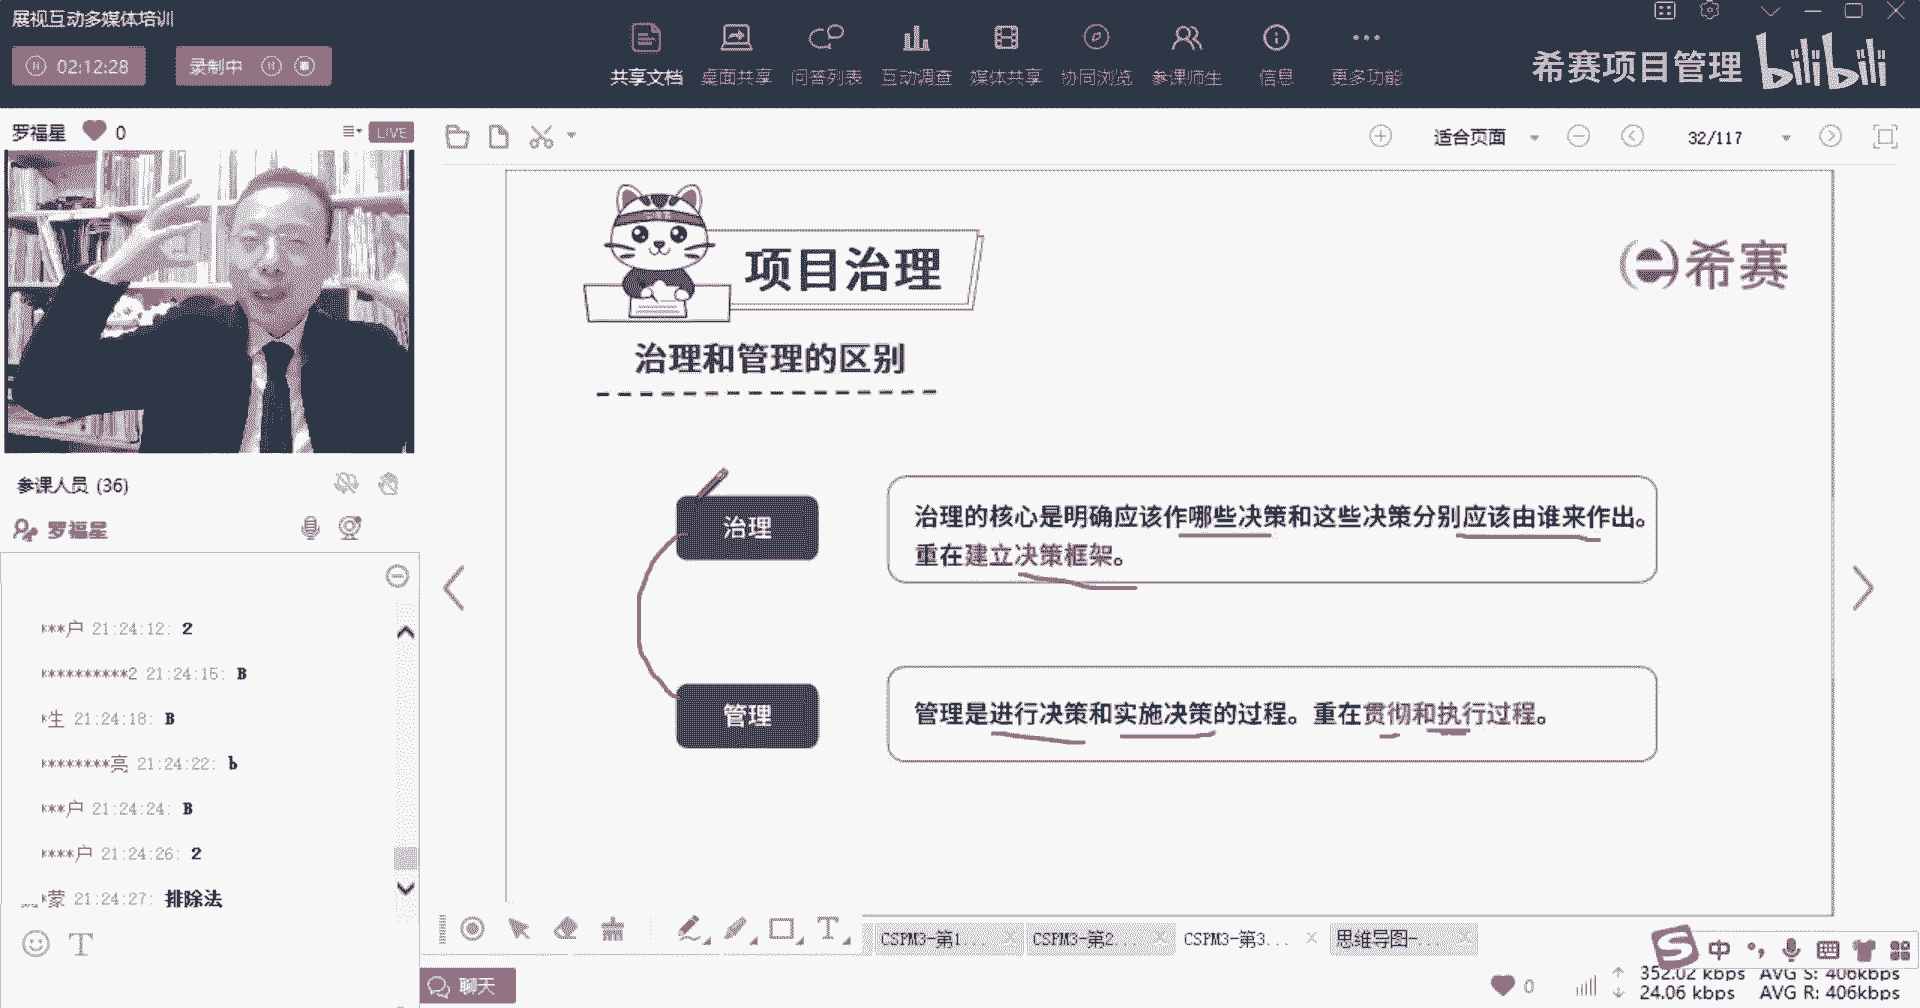 展视互动多媒体培训
02:12:28
录制中
共享文档
桌面共享
问答列表
互动调查
媒体共享
协同浏览
参课师生
信息
更多功能
希赛项目管理
bilibili
罗福星
0
LIVE
适合页面
32/117
项目治理
希赛
治理和管理的区别
治理
治理的核心是明确应该作哪些决策和这些决策分别应该由谁来作出。
重在建立决策框架。
管理
管理是进行决策和实施决策的过程。重在贯彻和执行过程。
参课人员 (36)
罗福星
***户 21:24:12: 2
**********2 21:24:15: B
*生 21:24:18: B
********亮 21:24:22: b
***户 21:24:24: B
****户 21:24:26: 2
*蒙 21:24:27: 排除法
CSPM3-第1...
CSPM3-第2...
CSPM3-第3...
思维导图-...
中
聊天
0
352.02 kbps AVG S: 406kbps
24.06 kbps AVG R: 406kbps